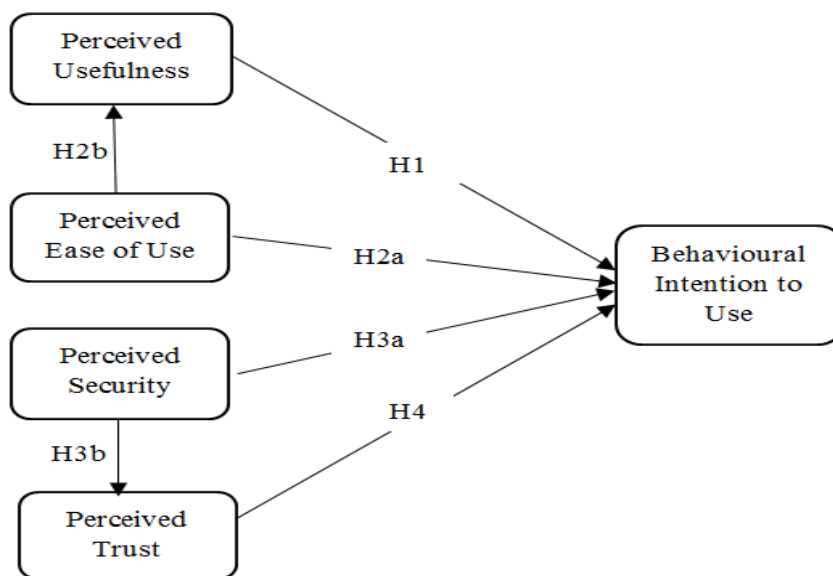 Perceived
Usefulness
H2b
H1
Perceived
Ease of Use
H2a
Behavioural
Intention to
Use
Perceived
Security
H3a
H3b
H4
Perceived
Trust